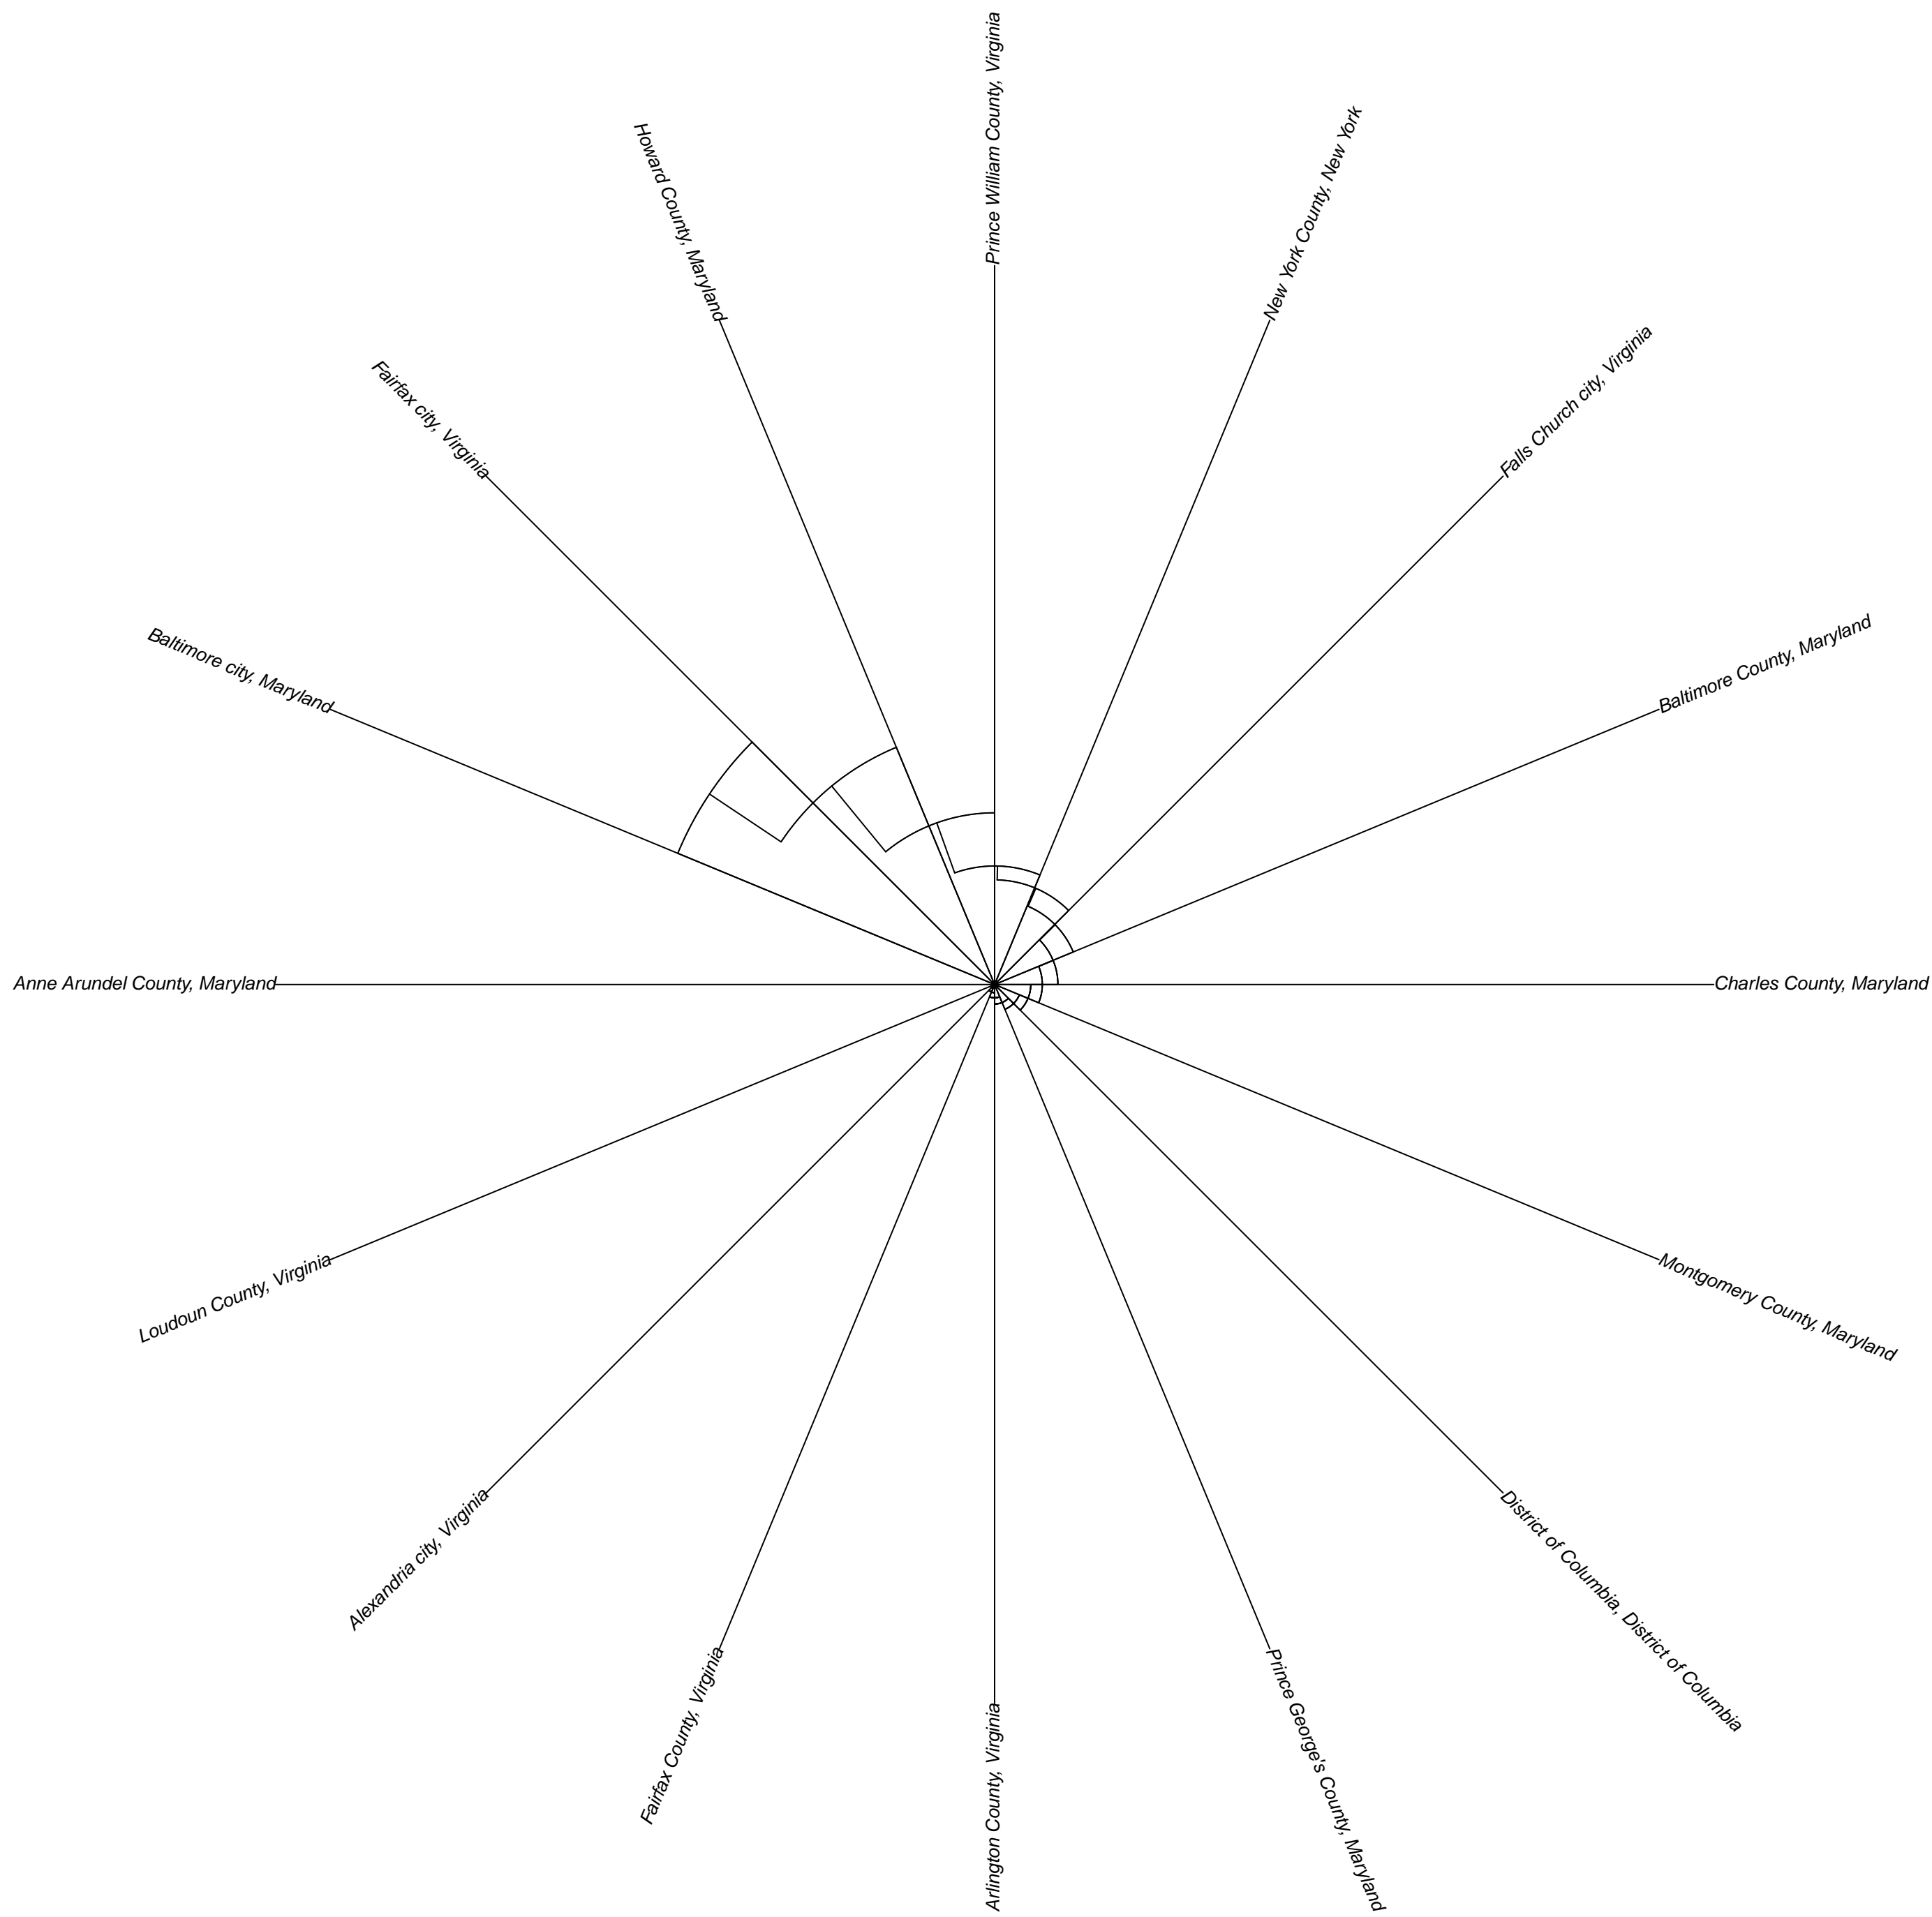 Prince William County, Virginia
New York County, New York
Howard County, Maryland
Falls Church city, Virginia
Fairfax city, Virginia
Baltimore County, Maryland
Baltimore city, Maryland
Anne Arundel County, Maryland
Charles County, Maryland
Loudoun County, Virginia
Montgomery County, Maryland
Alexandria city, Virginia
District of Columbia, District of Columbia
Fairfax County, Virginia
Prince George's County, Maryland
Arlington County, Virginia